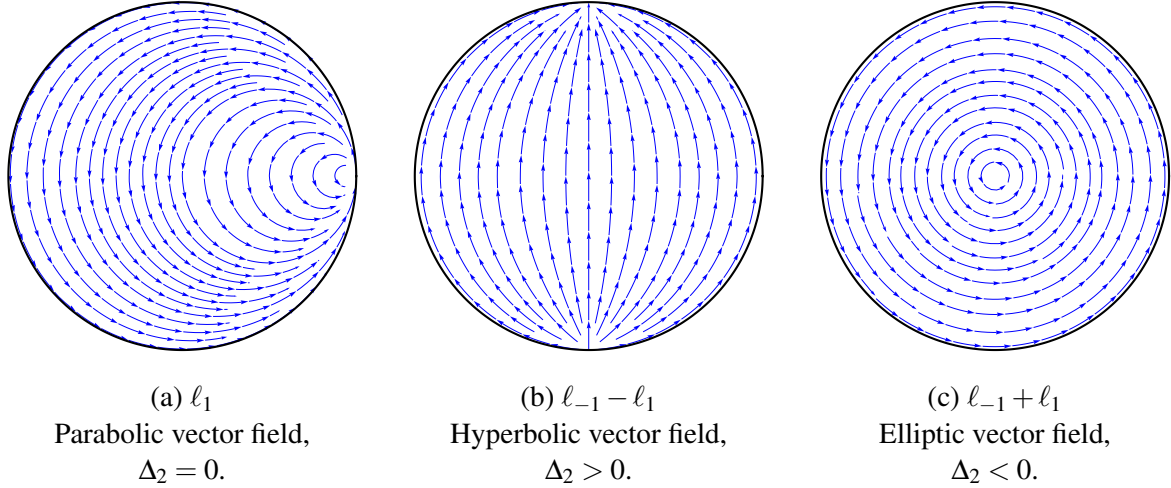 (a) ℓ₁
Parabolic vector field,
Δ₂ = 0.
(b) ℓ₋₁ − ℓ₁
Hyperbolic vector field,
Δ₂ > 0.
(c) ℓ₋₁ + ℓ₁
Elliptic vector field,
Δ₂ < 0.